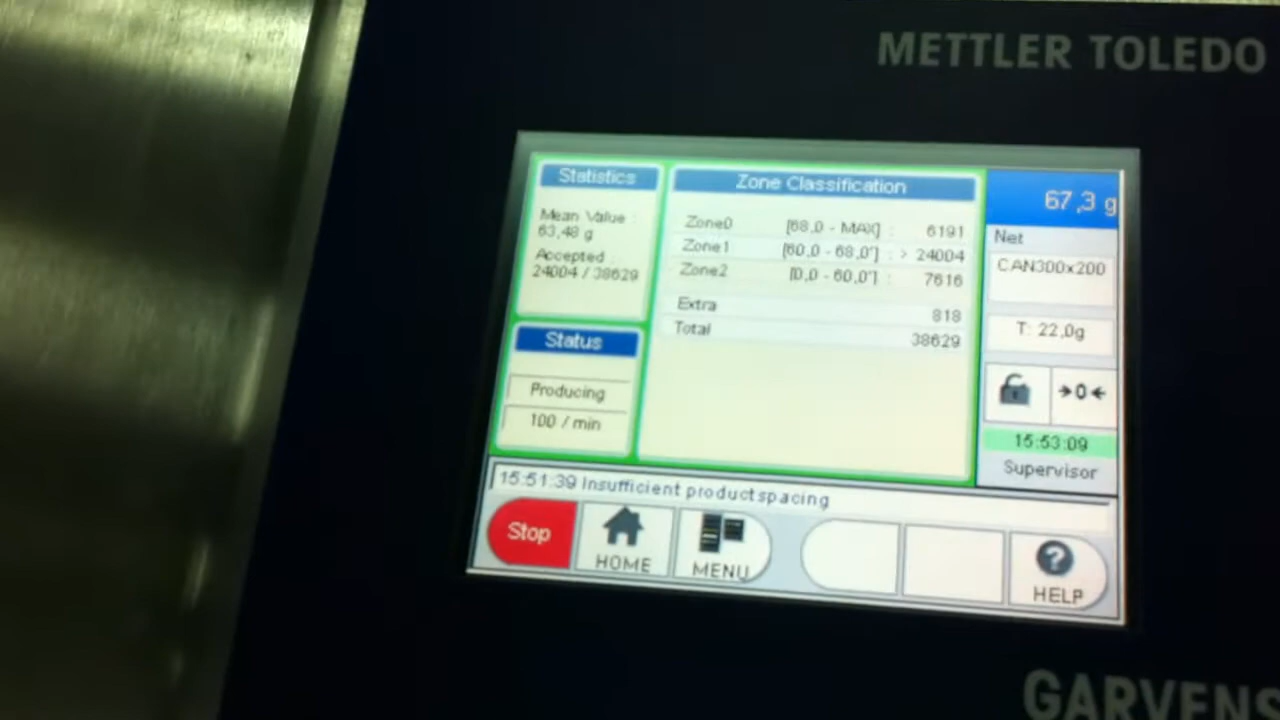 METTLER TOLEDO
Statistics
Mean Value :
63,48 g
Accepted :
24004 / 38629
Status
Producing
100 / min
Zone Classification
Zone0 [68,0 - MAX] : 6191
Zone1 [60,0 - 68,0*] : > 24004
Zone2 [0,0 - 60,0*] : 7616
Extra 818
Total 38629
67,3 g
Net
CAN300x200
T: 22,0g
→0←
15:53:09
Supervisor
15:51:39 Insufficient productspacing
Stop
HOME
MENU
?
HELP
GARVENS